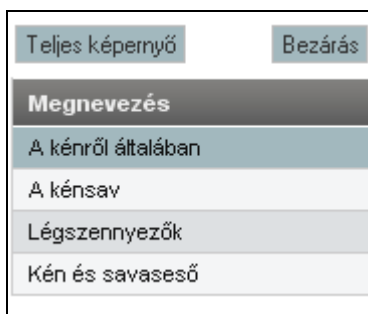 Teljes képernyő Bezárás
Megnevezés
A kénről általában
A kénsav
Légszennyezők
Kén és savaseső